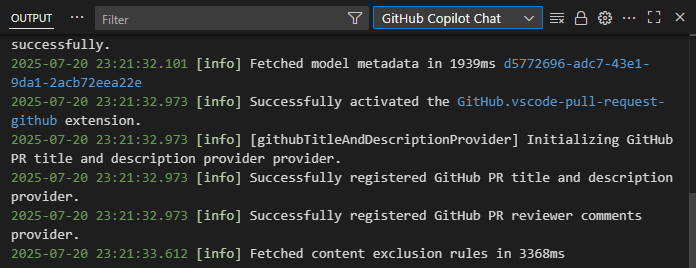 OUTPUT ··· Filter GitHub Copilot Chat ···
successfully.
2025-07-20 23:21:32.101 [info] Fetched model metadata in 1939ms d5772696-adc7-43e1-
9da1-2acb72eea22e
2025-07-20 23:21:32.973 [info] Successfully activated the GitHub.vscode-pull-request-
github extension.
2025-07-20 23:21:32.973 [info] [githubTitleAndDescriptionProvider] Initializing GitHub
PR title and description provider provider.
2025-07-20 23:21:32.973 [info] Successfully registered GitHub PR title and description
provider.
2025-07-20 23:21:32.973 [info] Successfully registered GitHub PR reviewer comments
provider.
2025-07-20 23:21:33.612 [info] Fetched content exclusion rules in 3368ms